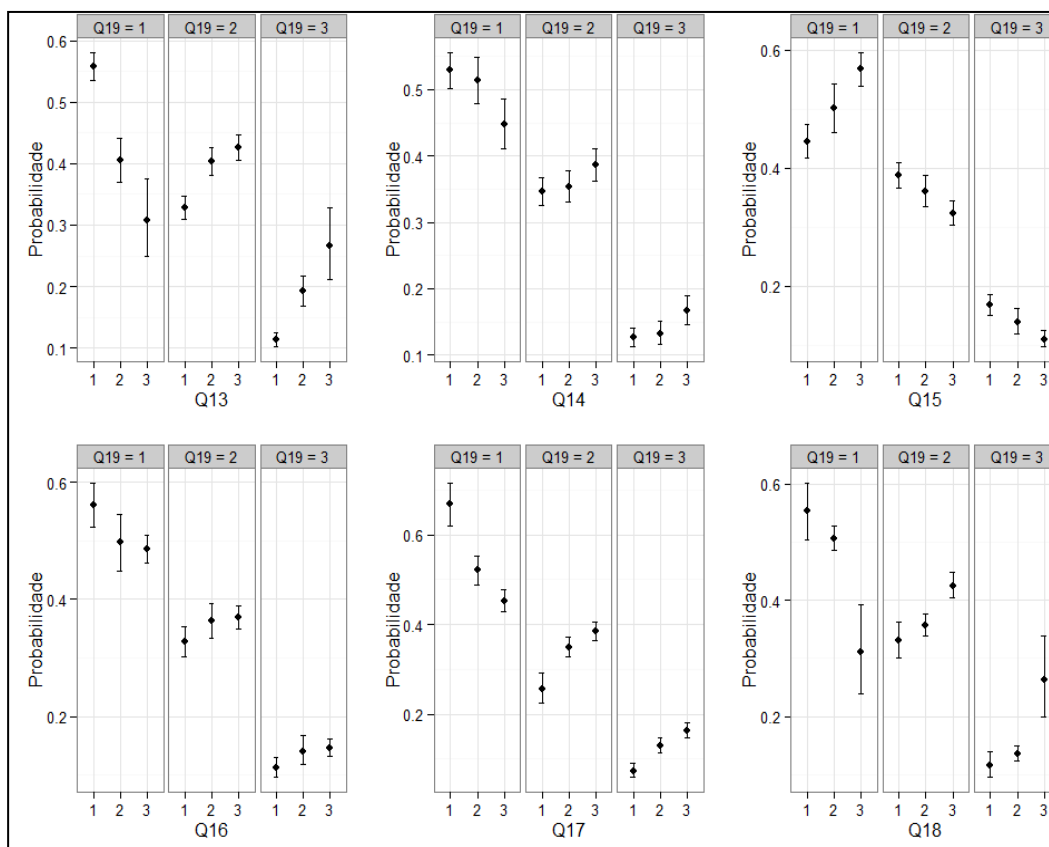 Q19 = 1 Q19 = 2 Q19 = 3
Probabilidade
0.6
0.5
0.4
0.3
0.2
0.1
1 2 3 1 2 3 1 2 3
Q13
Q19 = 1 Q19 = 2 Q19 = 3
Probabilidade
0.5
0.4
0.3
0.2
0.1
1 2 3 1 2 3 1 2 3
Q14
Q19 = 1 Q19 = 2 Q19 = 3
Probabilidade
0.6
0.4
0.2
1 2 3 1 2 3 1 2 3
Q15
Q19 = 1 Q19 = 2 Q19 = 3
Probabilidade
0.6
0.4
0.2
1 2 3 1 2 3 1 2 3
Q16
Q19 = 1 Q19 = 2 Q19 = 3
Probabilidade
0.6
0.4
0.2
1 2 3 1 2 3 1 2 3
Q17
Q19 = 1 Q19 = 2 Q19 = 3
Probabilidade
0.6
0.4
0.2
1 2 3 1 2 3 1 2 3
Q18